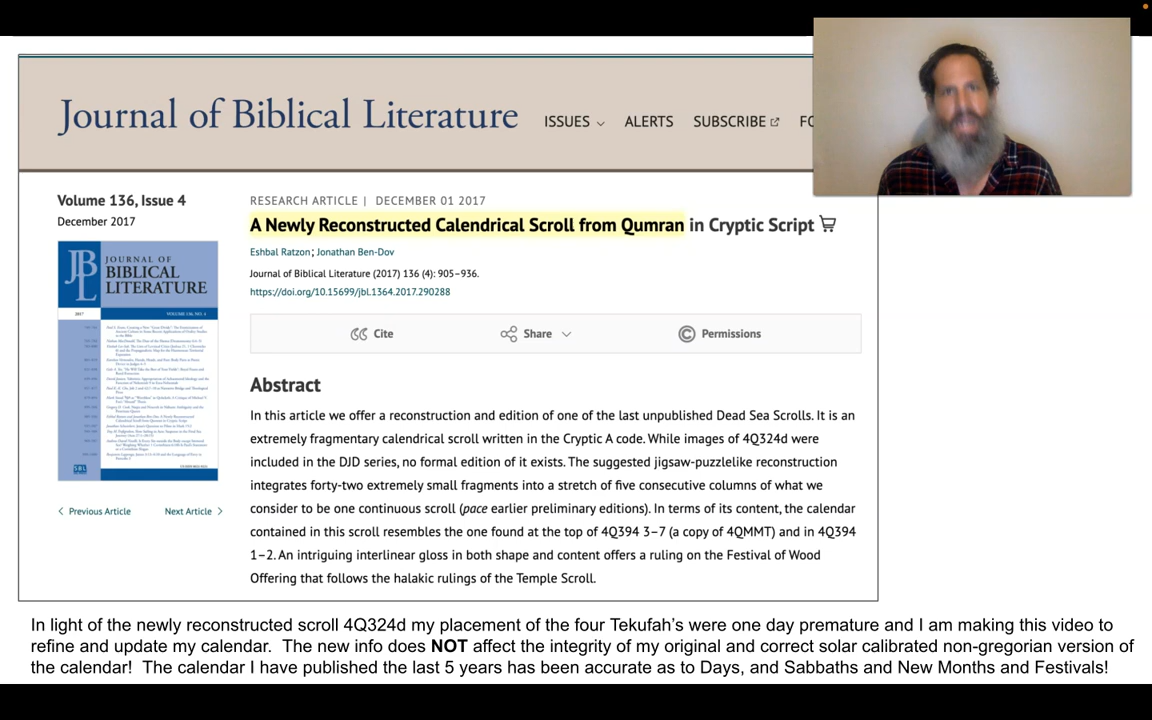 Journal of Biblical Literature
ISSUES
ALERTS
SUBSCRIBE
FO
Volume 136, Issue 4
December 2017
JBL
JOURNAL OF
BIBLICAL
LITERATURE
2017
VOLUME 136, NO. 4
Previous Article
Next Article
RESEARCH ARTICLE | DECEMBER 01 2017
A Newly Reconstructed Calendrical Scroll from Qumran in Cryptic Script
Eshbal Ratzon; Jonathan Ben-Dov
Journal of Biblical Literature (2017) 136 (4): 905–936.
https://doi.org/10.15699/jbl.1364.2017.290288
Cite
Share
Permissions
Abstract
In this article we offer a reconstruction and edition of one of the last unpublished Dead Sea Scrolls. It is an
extremely fragmentary calendrical scroll written in the Cryptic A code. While images of 4Q324d were
included in the DJD series, no formal edition of it exists. The suggested jigsaw-puzzlelike reconstruction
integrates forty-two extremely small fragments into a stretch of five consecutive columns of what we
consider to be one continuous scroll (pace earlier preliminary editions). In terms of its content, the calendar
contained in this scroll resembles the one found at the top of 4Q394 3–7 (a copy of 4QMMT) and in 4Q394
1–2. An intriguing interlinear gloss in both shape and content offers a ruling on the Festival of Wood
Offering that follows the halakic rulings of the Temple Scroll.
In light of the newly reconstructed scroll 4Q324d my placement of the four Tekufah's were one day premature and I am making this video to
refine and update my calendar. The new info does NOT affect the integrity of my original and correct solar calibrated non-gregorian version of
the calendar! The calendar I have published the last 5 years has been accurate as to Days, and Sabbaths and New Months and Festivals!